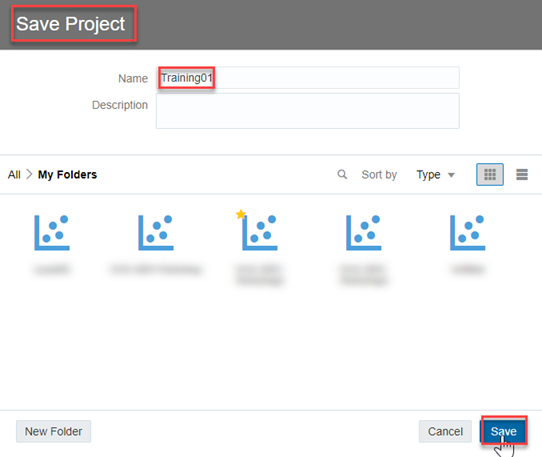 Save Project
Name Training01
Description
All > My Folders Sort by Type
New Folder Cancel Save